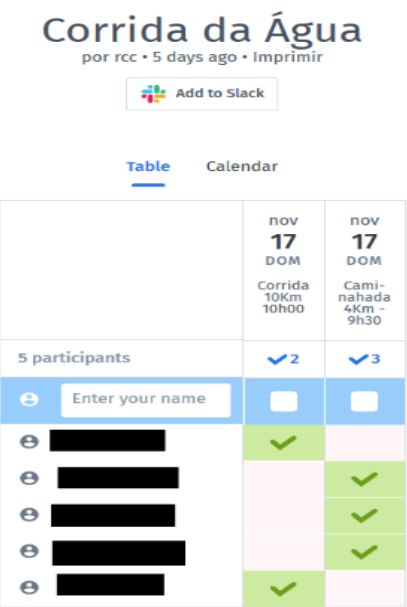 Corrida da Água
por rcc • 5 days ago • Imprimir
Add to Slack
Table Calendar
nov nov
17 17
DOM DOM
Corrida Cami-
10Km nahada
10h00 4Km -
9h30
5 participants 2 3
Enter your name